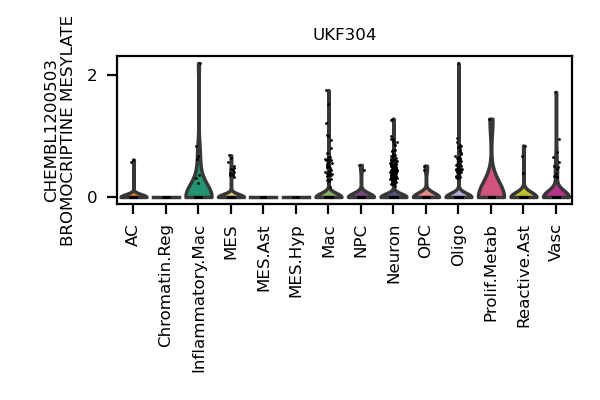 UKF304
CHEMBL1200503
BROMOCRIPTINE MESYLATE
2
0
AC
Chromatin.Reg
Inflammatory.Mac
MES
MES.Ast
MES.Hyp
Mac
NPC
Neuron
OPC
Oligo
Prolif.Metab
Reactive.Ast
Vasc